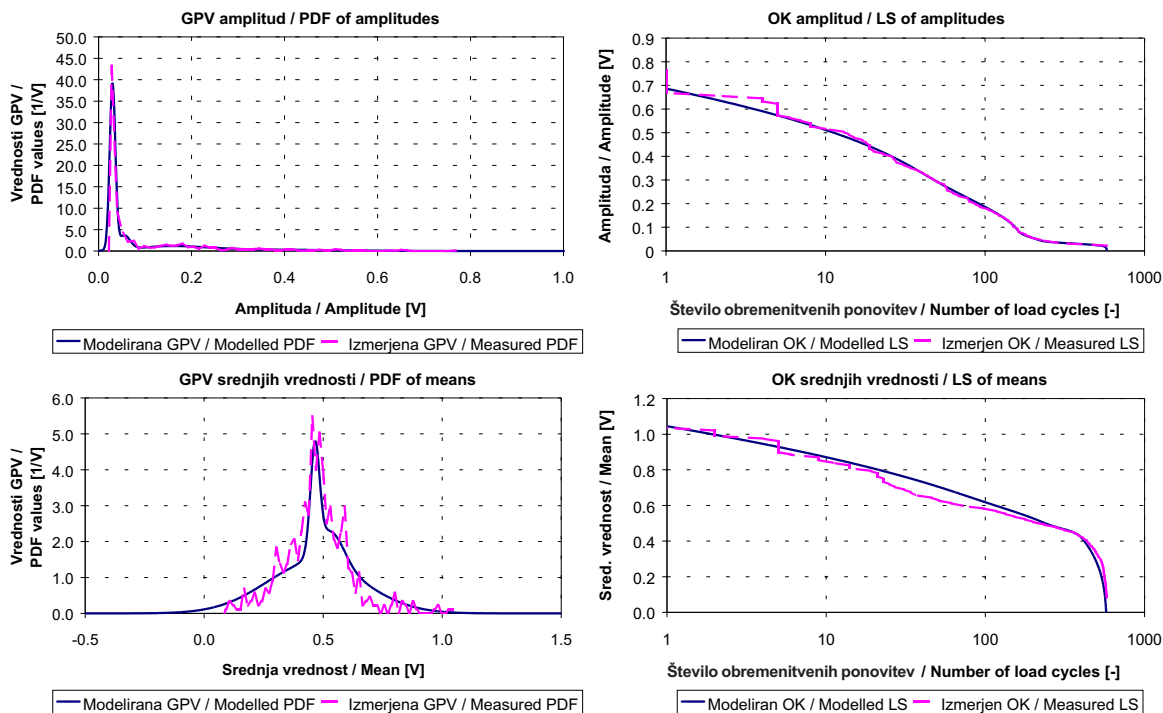 GPV amplitud / PDF of amplitudes
Vrednosti GPV /
PDF values [1/V]
50.0
45.0
40.0
35.0
30.0
25.0
20.0
15.0
10.0
5.0
0.0
0.0 0.2 0.4 0.6 0.8 1.0
Amplituda / Amplitude [V]
Modelirana GPV / Modelled PDF Izmerjena GPV / Measured PDF
OK amplitud / LS of amplitudes
Amplituda / Amplitude [V]
0.9
0.8
0.7
0.6
0.5
0.4
0.3
0.2
0.1
0
1 10 100 1000
Število obremenitvenih ponovitev / Number of load cycles [-]
Modeliran OK / Modelled LS Izmerjen OK / Measured LS
GPV srednjih vrednosti / PDF of means
Vrednosti GPV /
PDF values [1/V]
6.0
5.0
4.0
3.0
2.0
1.0
0.0
-0.5 0.0 0.5 1.0 1.5
Srednja vrednost / Mean [V]
Modelirana GPV / Modelled PDF Izmerjena GPV / Measured PDF
OK srednjih vrednosti / LS of means
Sred. vrednost / Mean [V]
1.2
1.0
0.8
0.6
0.4
0.2
0.0
1 10 100 1000
Število obremenitvenih ponovitev / Number of load cycles [-]
Modeliran OK / Modelled LS Izmerjen OK / Measured LS